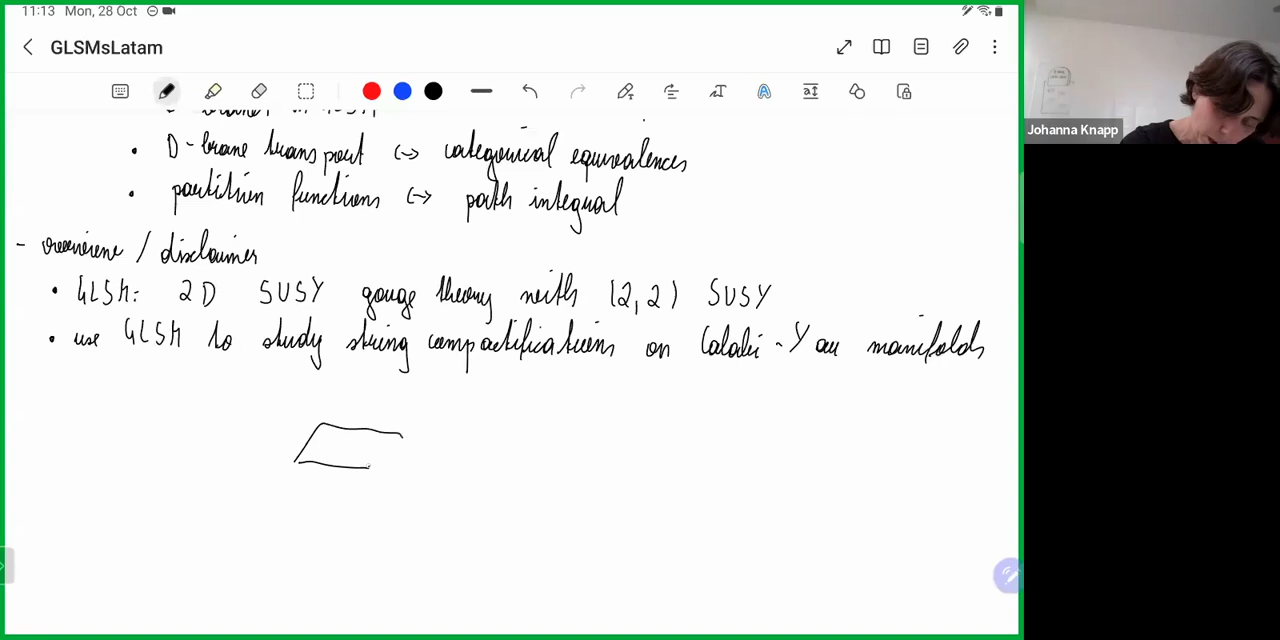 11:13 Mon, 28 Oct
GLSMsLatam
• D-brane transport ↔ categorical equivalences
• partition functions ↔ path integral
- overview / disclaimer
• GLSM: 2D SUSY gauge theory with (2,2) SUSY
• use GLSM to study string compactifications on Calabi-Yau manifolds
Johanna Knapp